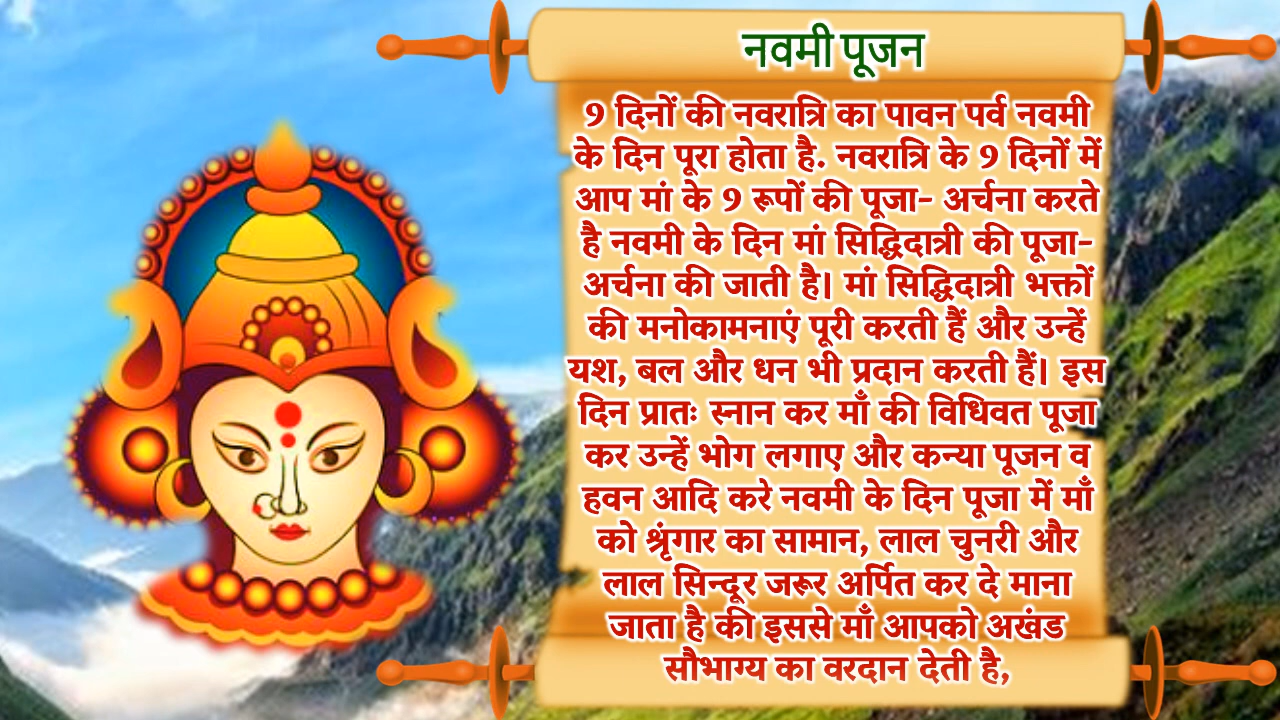 नवमी पूजन
9 दिनों की नवरात्रि का पावन पर्व नवमी
के दिन पूरा होता है. नवरात्रि के 9 दिनों में
आप मां के 9 रूपों की पूजा- अर्चना करते
है नवमी के दिन मां सिद्धिदात्री की पूजा-
अर्चना की जाती है। मां सिद्धिदात्री भक्तों
की मनोकामनाएं पूरी करती हैं और उन्हें
यश, बल और धन भी प्रदान करती हैं। इस
दिन प्रातः स्नान कर माँ की विधिवत पूजा
कर उन्हें भोग लगाए और कन्या पूजन व
हवन आदि करे नवमी के दिन पूजा में माँ
को श्रृंगार का सामान, लाल चुनरी और
लाल सिन्दूर जरूर अर्पित कर दे माना
जाता है की इससे माँ आपको अखंड
सौभाग्य का वरदान देती है,